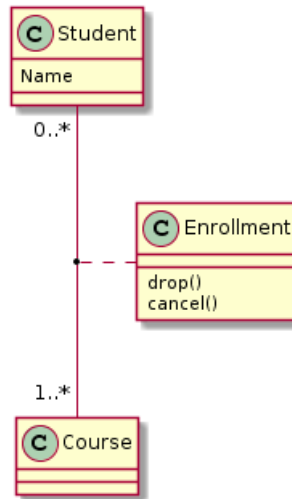 C Student
Name
0..*
C Enrollment
drop()
cancel()
1..*
C Course